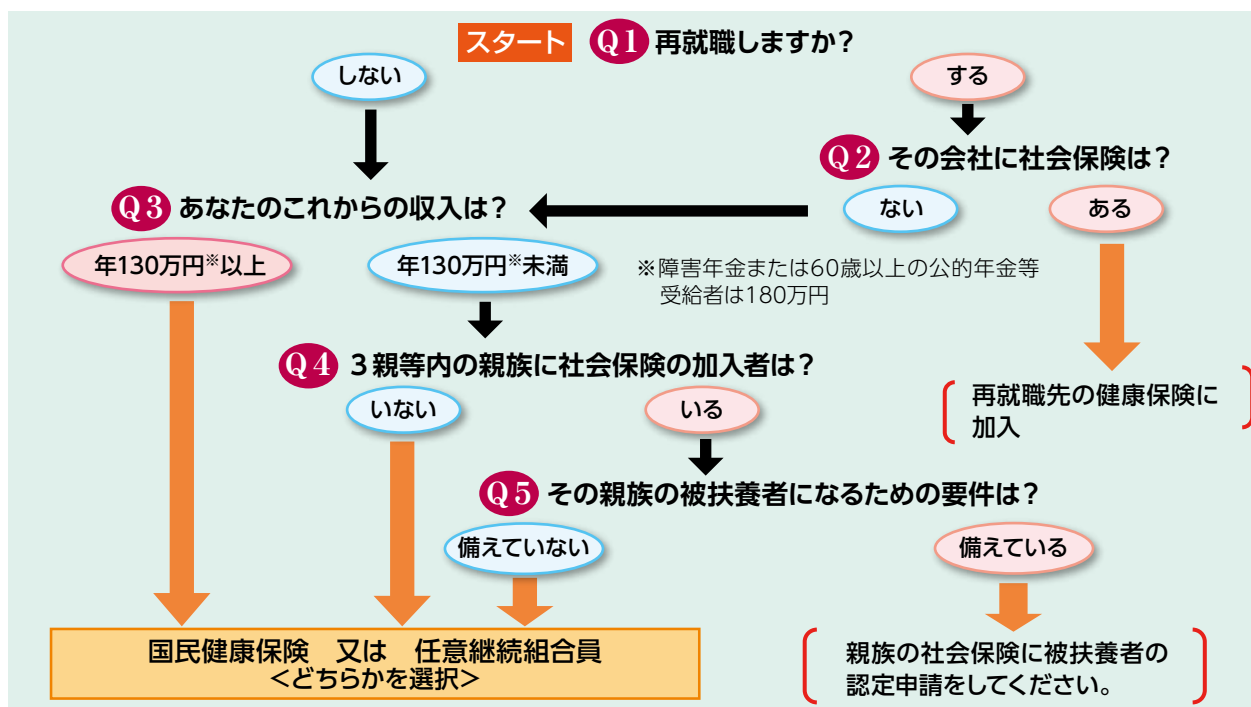 スタート Q1 再就職しますか？
しない
する
Q2 その会社に社会保険は？
ない
ある
Q3 あなたのこれからの収入は？
年130万円※以上
年130万円※未満
※障害年金または60歳以上の公的年金等
受給者は180万円
Q4 3親等内の親族に社会保険の加入者は？
いない
いる
再就職先の健康保険に
加入
Q5 その親族の被扶養者になるための要件は？
備えていない
備えている
国民健康保険　又は　任意継続組合員
<どちらかを選択>
親族の社会保険に被扶養者の
認定申請をしてください。